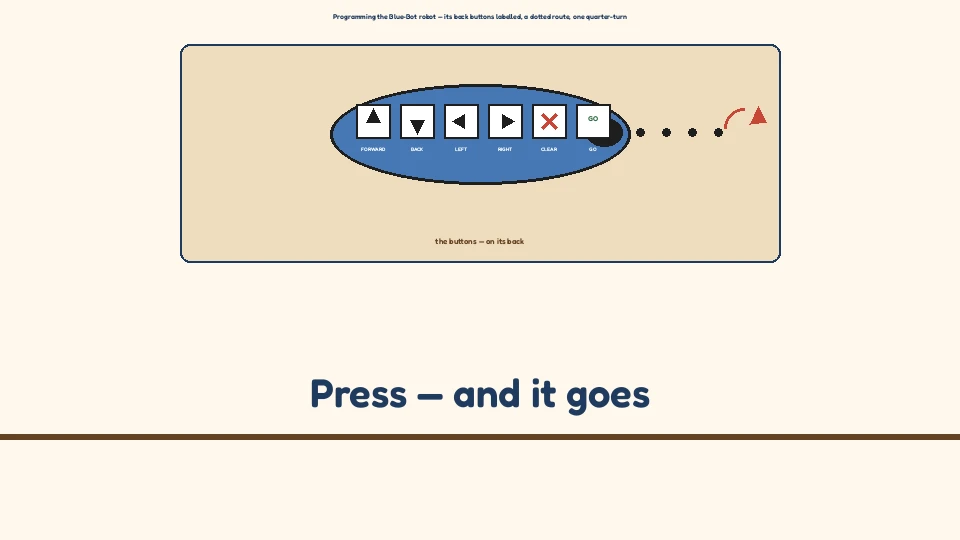 Programming the Blue-Bot robot — its back buttons labelled, a dotted route, one quarter-turn
GO
FORWARD BACK LEFT RIGHT CLEAR GO
the buttons — on its back
Press — and it goes